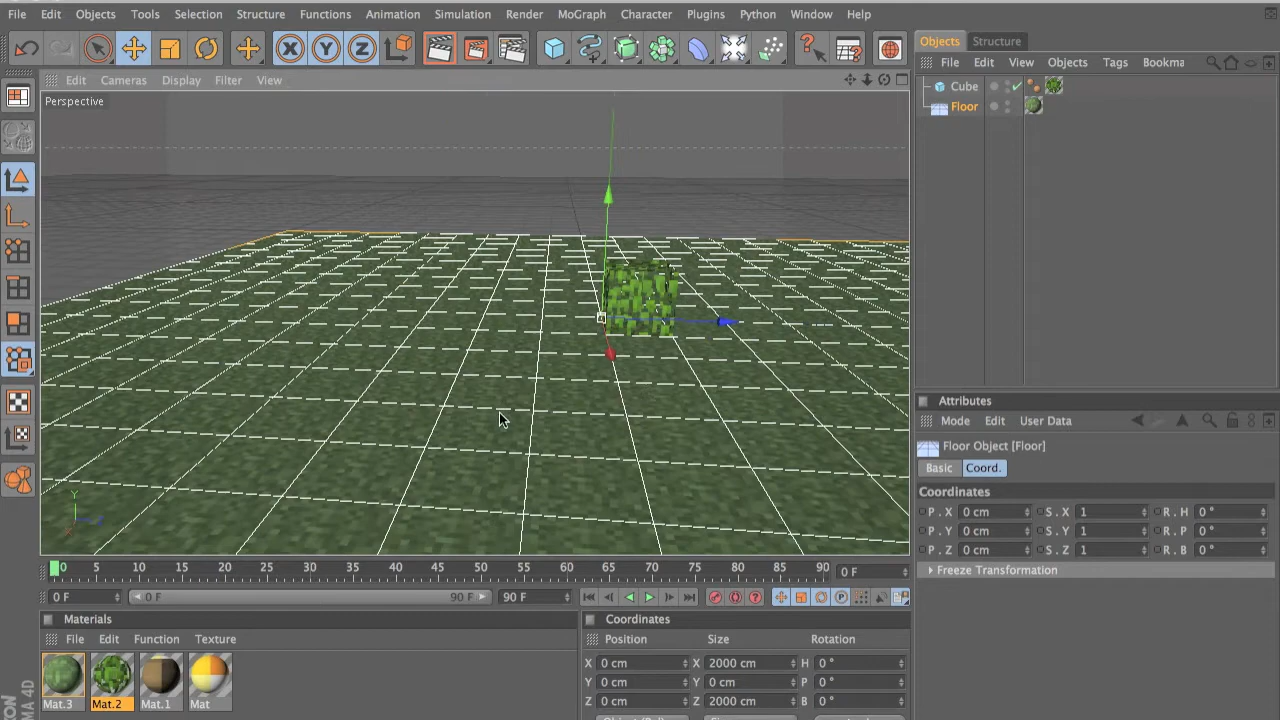 File Edit Objects Tools Selection Structure Functions Animation Simulation Render MoGraph Character Plugins Python Window Help
X Y Z
Objects Structure
Edit Cameras Display Filter View
File Edit View Objects Tags Bookma
Perspective
Cube
Floor
Attributes
Mode Edit User Data
Floor Object [Floor]
Basic Coord.
Coordinates
P . X 0 cm S . X 1 R . H 0 °
P . Y 0 cm S . Y 1 R . P 0 °
P . Z 0 cm S . Z 1 R . B 0 °
Freeze Transformation
Y
0 5 10 15 20 25 30 35 40 45 50 55 60 65 70 75 80 85 90 0 F
0 F 0 F 90 F 90 F
Materials
File Edit Function Texture
Mat.3 Mat.2 Mat.1 Mat
Coordinates
Position Size Rotation
X 0 cm X 2000 cm H 0 °
Y 0 cm Y 0 cm P 0 °
Z 0 cm Z 2000 cm B 0 °
MA 4D